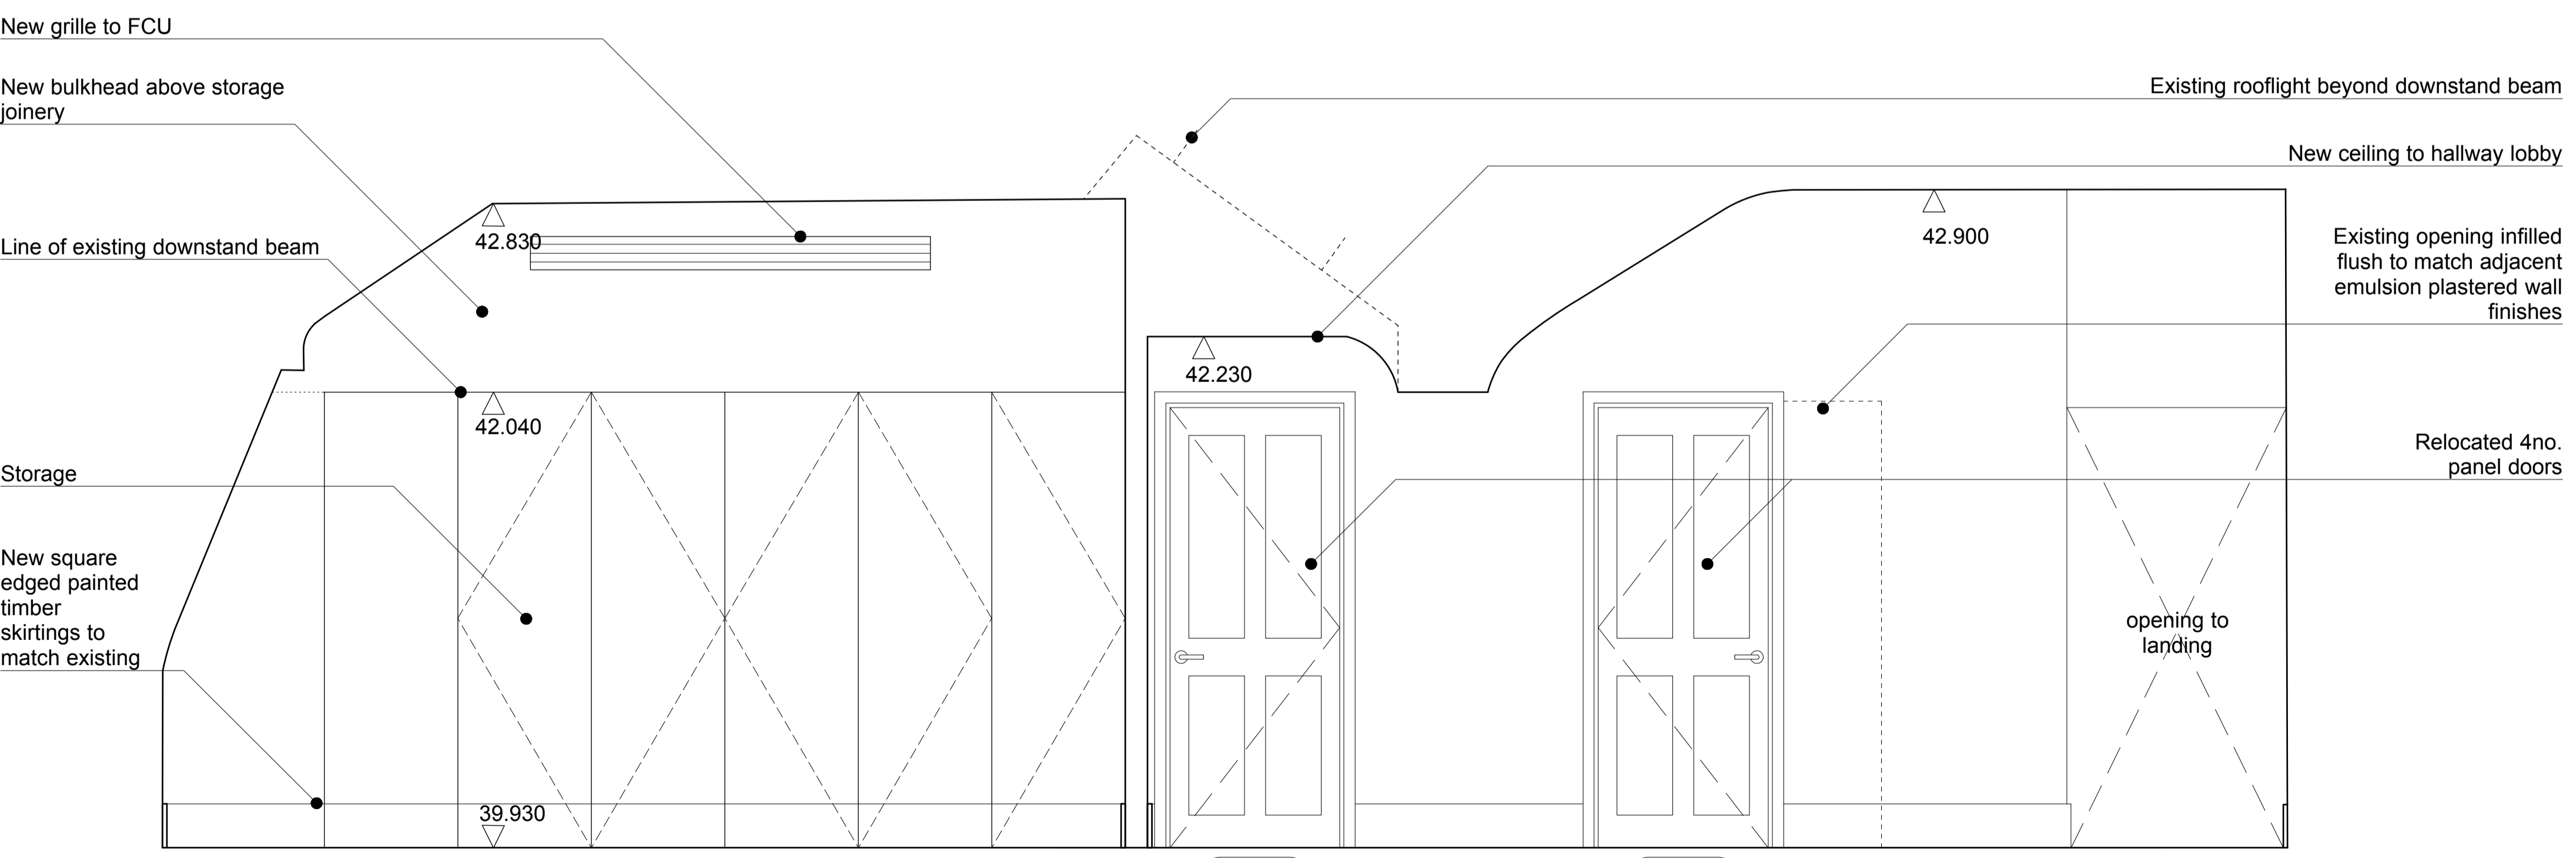 New grille to FCU
New bulkhead above storage
joinery
Line of existing downstand beam
Storage
New square
edged painted
timber
skirtings to
match existing
42.830
42.040
39.930
Existing rooflight beyond downstand beam
New ceiling to hallway lobby
42.230
42.900
Existing opening infilled
flush to match adjacent
emulsion plastered wall
finishes
Relocated 4no.
panel doors
opening to
landing